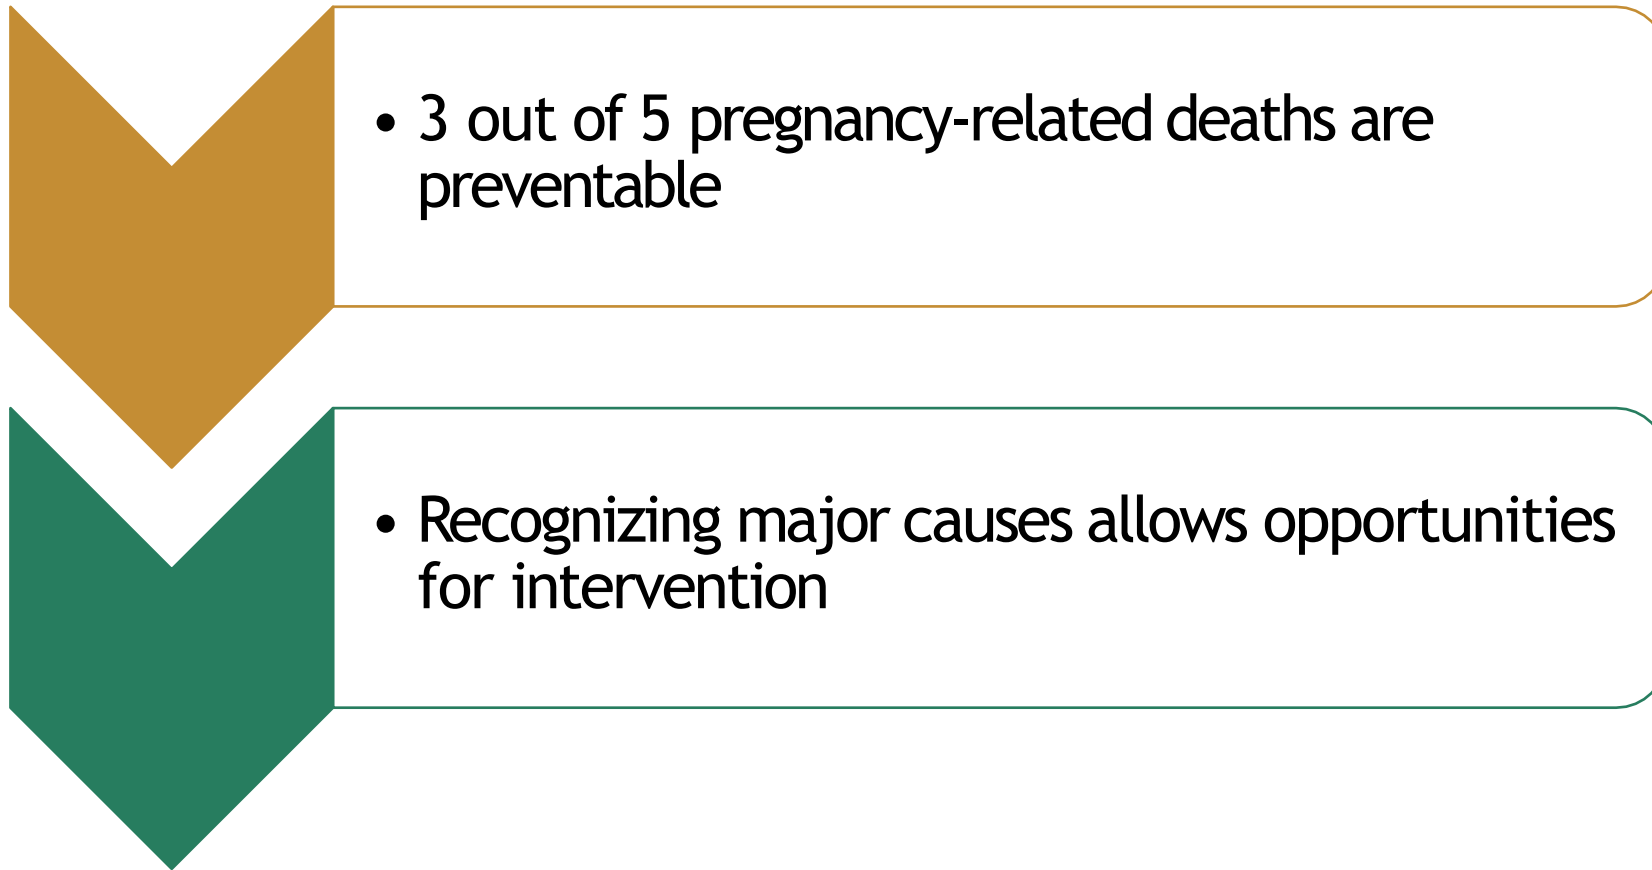 • 3 out of 5 pregnancy-related deaths are
preventable
• Recognizing major causes allows opportunities
for intervention